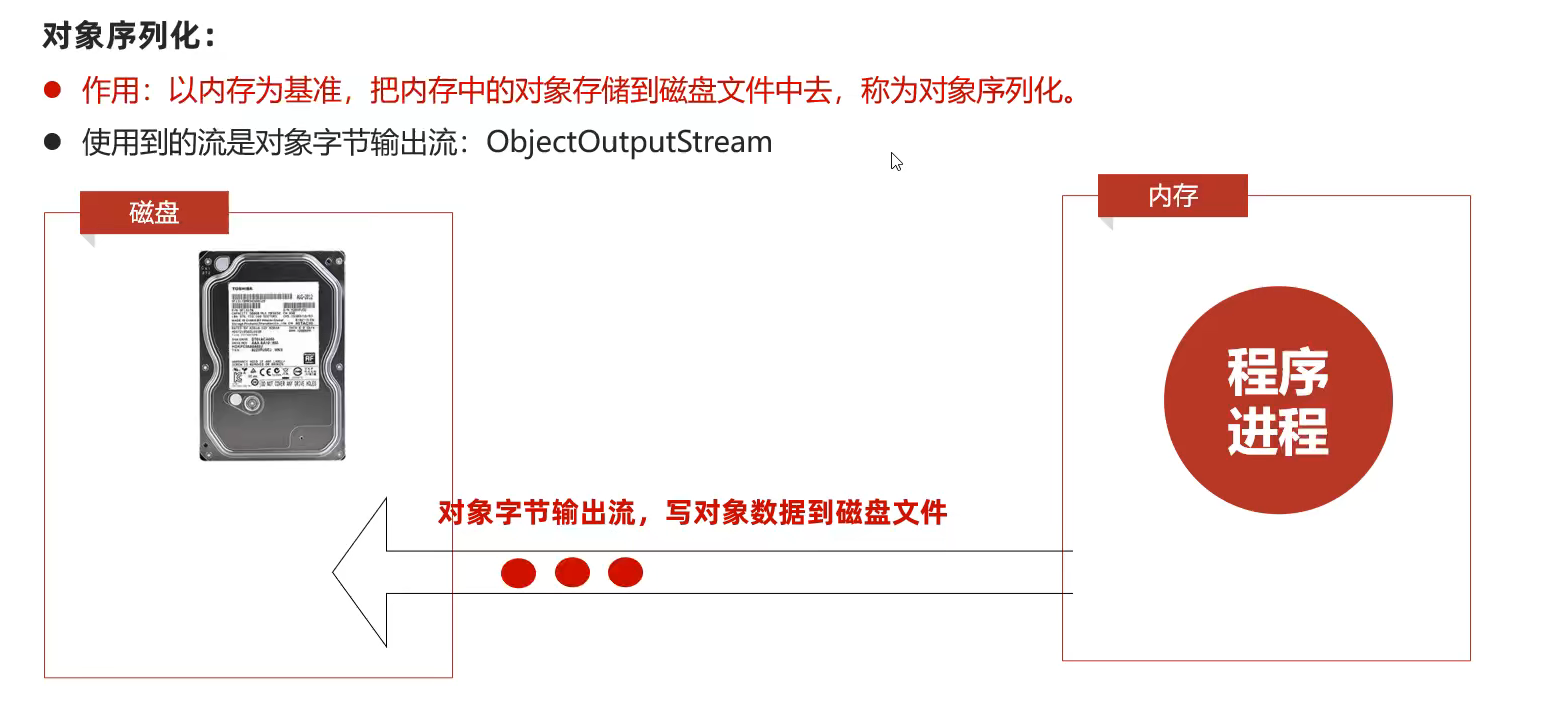 对象序列化：
作用：以内存为基准，把内存中的对象存储到磁盘文件中去，称为对象序列化。
使用到的流是对象字节输出流：ObjectOutputStream
磁盘
内存
TOSHIBA
程序
进程
对象字节输出流，写对象数据到磁盘文件